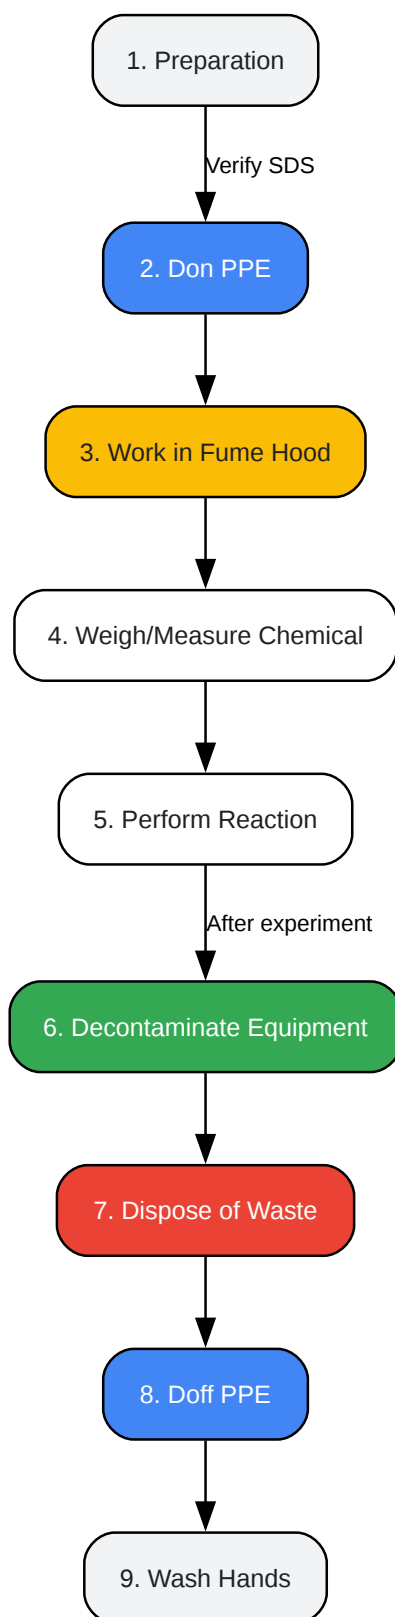 1. Preparation
Verify SDS
2. Don PPE
3. Work in Fume Hood
4. Weigh/Measure Chemical
5. Perform Reaction
After experiment
6. Decontaminate Equipment
7. Dispose of Waste
8. Doff PPE
9. Wash Hands